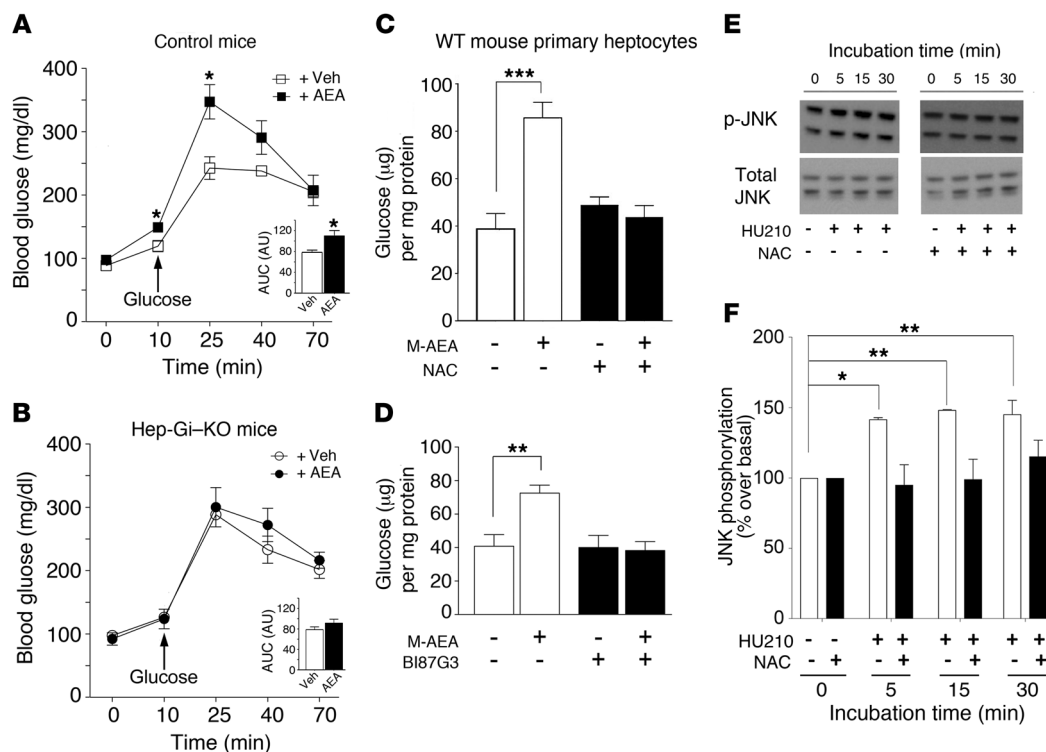 A
Control mice
Blood gluose (mg/dl)
400
300
200
100
0
+ Veh
+ AEA
*
*
Glucose
AUC (AU)
120
80
40
0
*
Veh
AEA
0 10 25 40 70
Time (min)
B
Hep-Gi–KO mice
Blood gluose (mg/dl)
400
300
200
100
0
+ Veh
+ AEA
Glucose
AUC (AU)
120
80
40
0
Veh
AEA
0 10 25 40 70
Time (min)
C
WT mouse primary heptocytes
Glucose (μg)
per mg protein
100
80
60
40
20
0
***
M-AEA - + - +
NAC + +
D
Glucose (μg)
per mg protein
100
80
60
40
20
0
**
M-AEA - + - +
BI87G3 + +
E
Incubation time (min)
0 5 15 30 0 5 15 30
p-JNK
Total
JNK
HU210 - + + + - + + +
NAC + + + +
F
JNK phosphorylation
(% over basal)
200
150
100
50
0
*
**
**
HU210 - - + + + + + +
NAC - + - + - + - +
0 5 15 30
Incubation time (min)